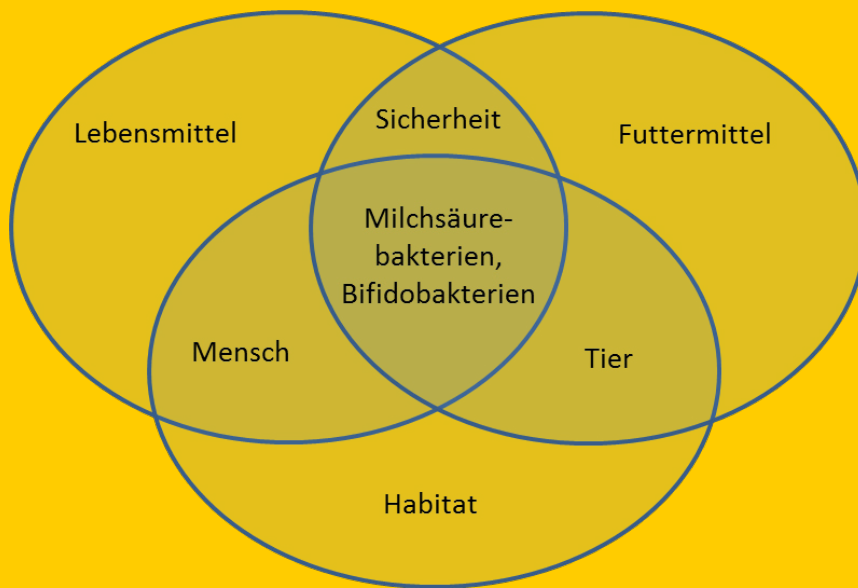 Lebensmittel
Sicherheit
Futtermittel
Milchsäure-
bakterien,
Bifidobakterien
Mensch
Tier
Habitat